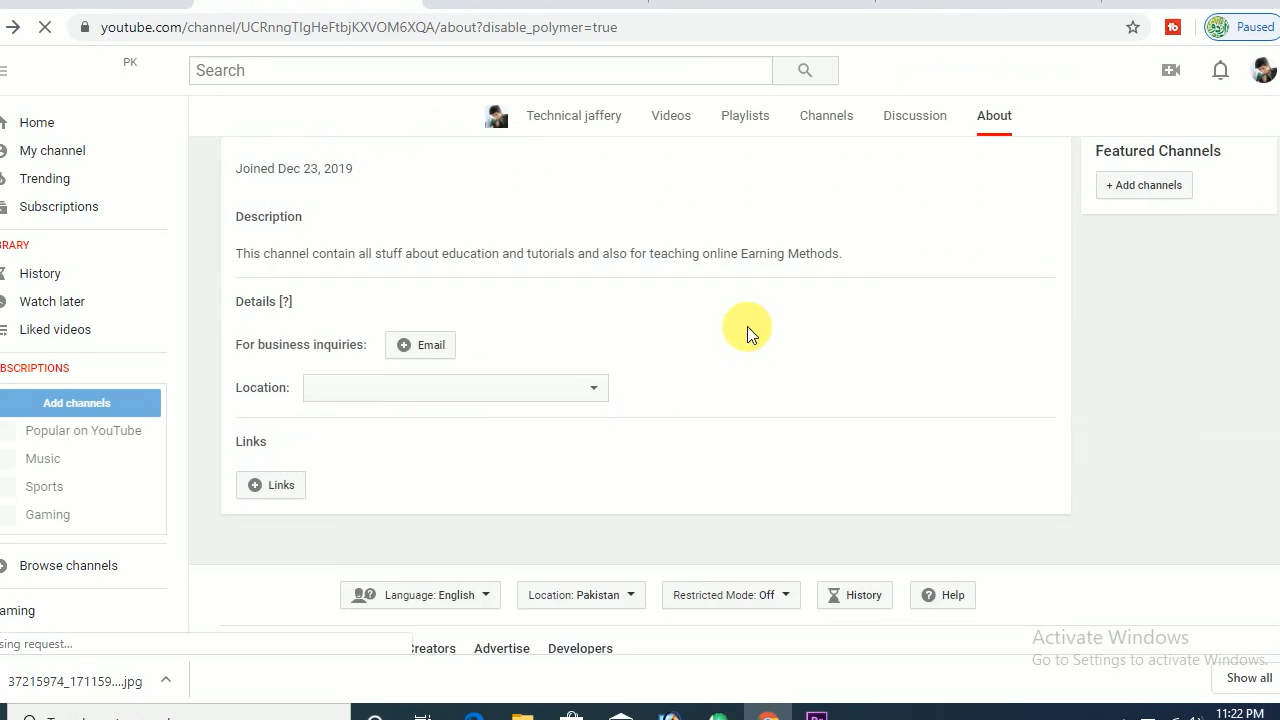 youtube.com/channel/UCRnngTIgHeFtbjKXVOM6XQA/about?disable_polymer=true
Paused
PK
Search
Technical jaffery Videos Playlists Channels Discussion About
Home
My channel
Trending
Subscriptions
BRARY
History
Watch later
Liked videos
BSCRIPTIONS
Add channels
Popular on YouTube
Music
Sports
Gaming
Browse channels
aming
Joined Dec 23, 2019
Description
This channel contain all stuff about education and tutorials and also for teaching online Earning Methods.
Details [?]
For business inquiries: Email
Location:
Links
Links
Featured Channels
+ Add channels
Language: English Location: Pakistan Restricted Mode: Off History Help
sing request...
Creators Advertise Developers
Activate Windows
Go to Settings to activate Windows.
37215974_171159....jpg
Show all
11:22 PM